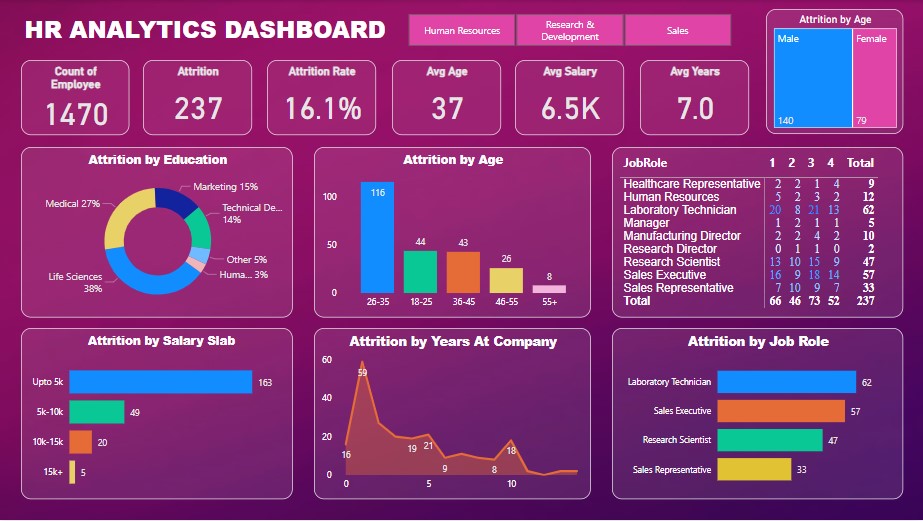 HR ANALYTICS DASHBOARD
Human Resources
Research &
Development
Sales
Attrition by Age
Male
Female
140
79
Count of
Employee
1470
Attrition
237
Attrition Rate
16.1%
Avg Age
37
Avg Salary
6.5K
Avg Years
7.0
Attrition by Education
Marketing 15%
Technical De...
14%
Medical 27%
Other 5%
Huma... 3%
Life Sciences
38%
Attrition by Age
100
50
0
116
44
43
26
8
26-35 18-25 36-45 46-55 55+
JobRole 1 2 3 4 Total
Healthcare Representative 2 2 1 4 9
Human Resources 5 2 3 2 12
Laboratory Technician 20 8 21 13 62
Manager 1 2 1 1 5
Manufacturing Director 2 2 4 2 10
Research Director 0 1 1 0 2
Research Scientist 13 10 15 9 47
Sales Executive 16 9 18 14 57
Sales Representative 7 10 9 7 33
Total 66 46 73 52 237
Attrition by Salary Slab
Upto 5k 163
5k-10k 49
10k-15k 20
15k+ 5
Attrition by Years At Company
60
40
20
0
16
59
19
21
9
8
18
0 5 10
Attrition by Job Role
Laboratory Technician 62
Sales Executive 57
Research Scientist 47
Sales Representative 33